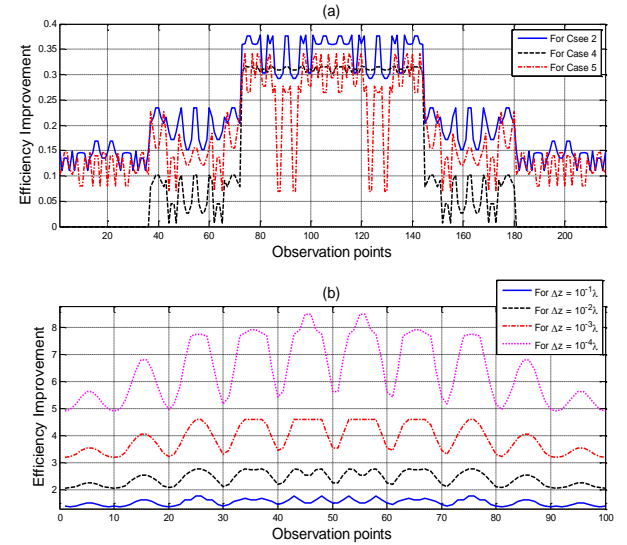 (a)
Efficiency Improvement
0.4
0.35
0.3
0.25
0.2
0.15
0.1
0.05
0
For Csee 2
For Case 4
For Case 5
20 40 60 80 100 120 140 160 180 200
Observation points
(b)
Efficiency Improvement
8
7
6
5
4
3
2
For Δz = 10⁻¹λ
For Δz = 10⁻²λ
For Δz = 10⁻³λ
For Δz = 10⁻⁴λ
0 10 20 30 40 50 60 70 80 90 100
Observation points